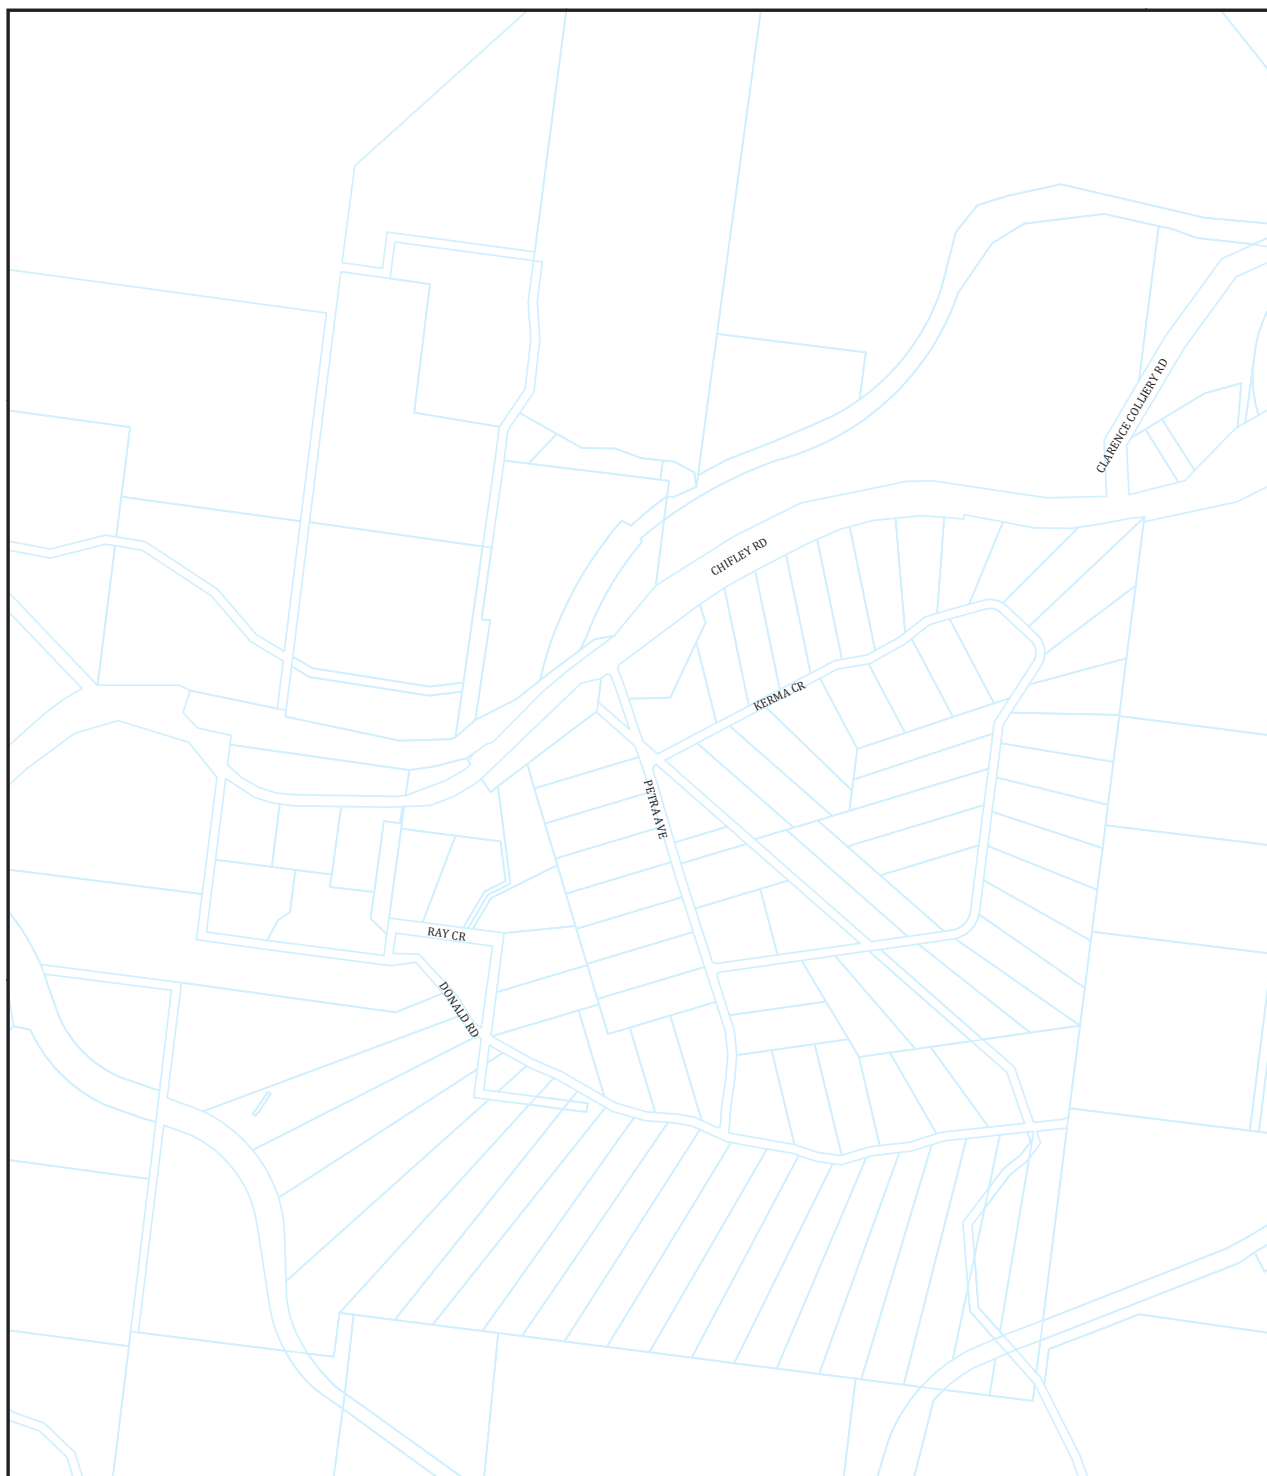 CLARENCE COLLIERY RD
CHIFLEY RD
KERMA CR
PETRA AVE
RAY CR
DONALD RD